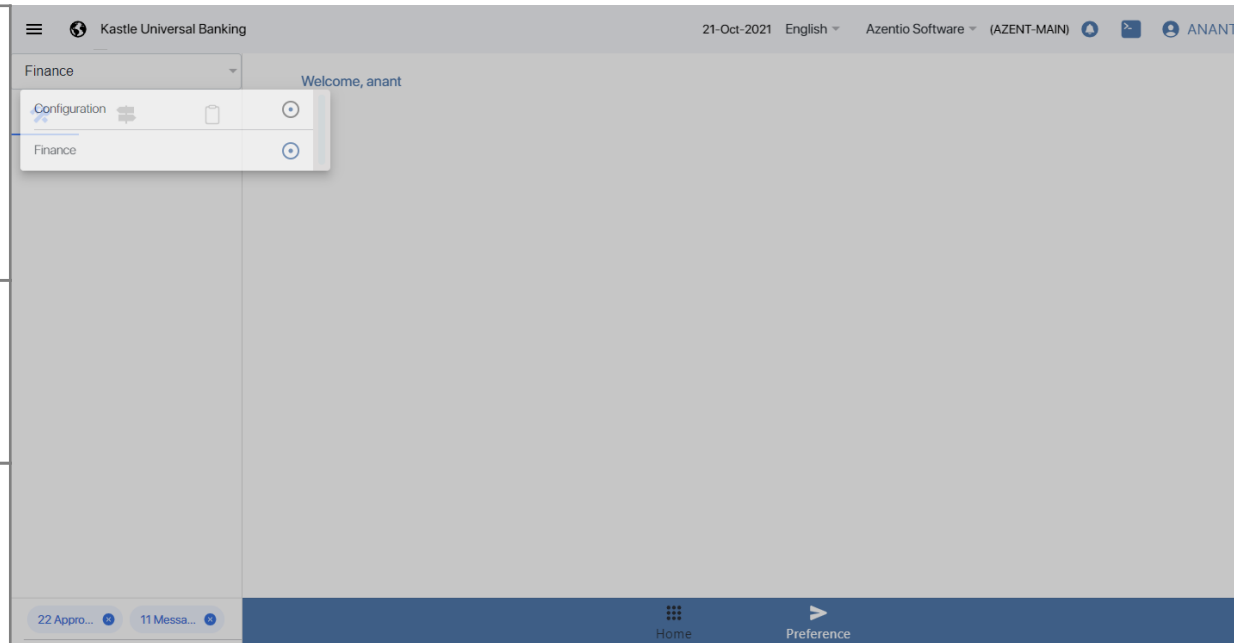 Kastle Universal Banking 21-Oct-2021 English Azentio Software (AZENT-MAIN) ANANT
Finance
Welcome, anant
Configuration
Finance
22 Appro... 11 Messa...
Home Preference